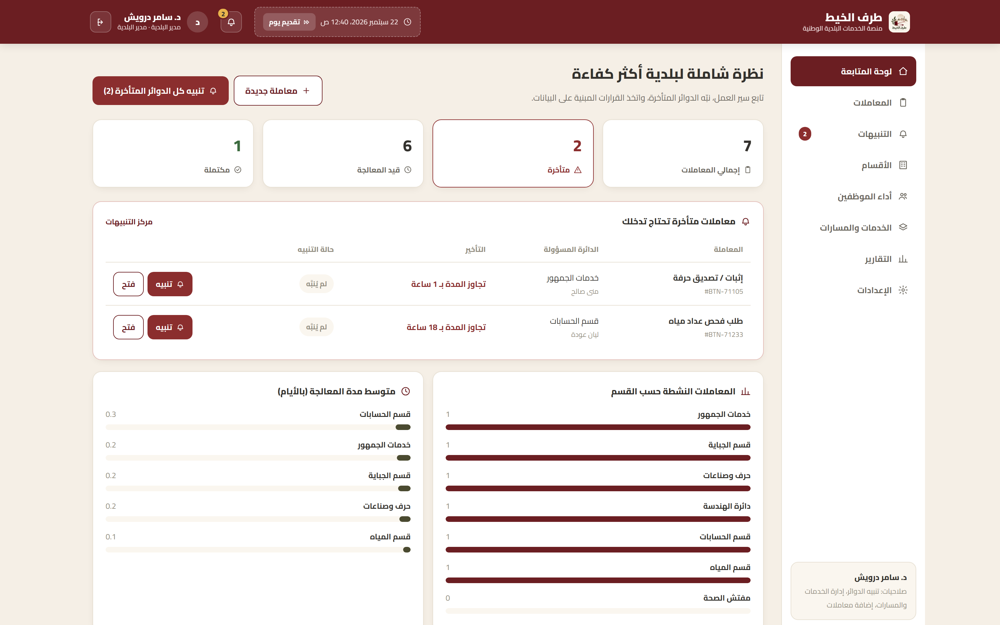 طرف الخيط
منصة الخدمات البلدية الوطنية
طرف الخيط
22 سبتمبر 2026، 12:40 ص
تقديم يوم
2
د
د. سامر درويش
مدير البلدية · مدير البلدية
لوحة المتابعة
المعاملات
التنبيهات
2
الأقسام
أداء الموظفين
الخدمات والمسارات
التقارير
الإعدادات
د. سامر درويش
صلاحيات: تنبيه الدوائر، إدارة الخدمات
والمسارات، إضافة معاملات
نظرة شاملة لبلدية أكثر كفاءة
تابع سير العمل، نبّه الدوائر المتأخرة، واتخذ القرارات المبنية على البيانات.
معاملة جديدة
تنبيه كل الدوائر المتأخرة (2)
7
إجمالي المعاملات
2
متأخرة
6
قيد المعالجة
1
مكتملة
معاملات متأخرة تحتاج تدخلك
مركز التنبيهات
المعاملة الدائرة المسؤولة التأخير حالة التنبيه
إثبات / تصديق حرفة خدمات الجمهور تجاوز المدة بـ 1 ساعة لم يُنبَّه تنبيه فتح
#BTN-71105 منى صالح
طلب فحص عداد مياه قسم الحسابات تجاوز المدة بـ 18 ساعة لم يُنبَّه تنبيه فتح
#BTN-71233 ليان عودة
المعاملات النشطة حسب القسم
خدمات الجمهور 1
قسم الجباية 1
حرف وصناعات 1
دائرة الهندسة 1
قسم الحسابات 1
قسم المياه 1
مفتش الصحة 0
متوسط مدة المعالجة (بالأيام)
قسم الحسابات 0.3
خدمات الجمهور 0.2
قسم الجباية 0.2
حرف وصناعات 0.2
قسم المياه 0.1